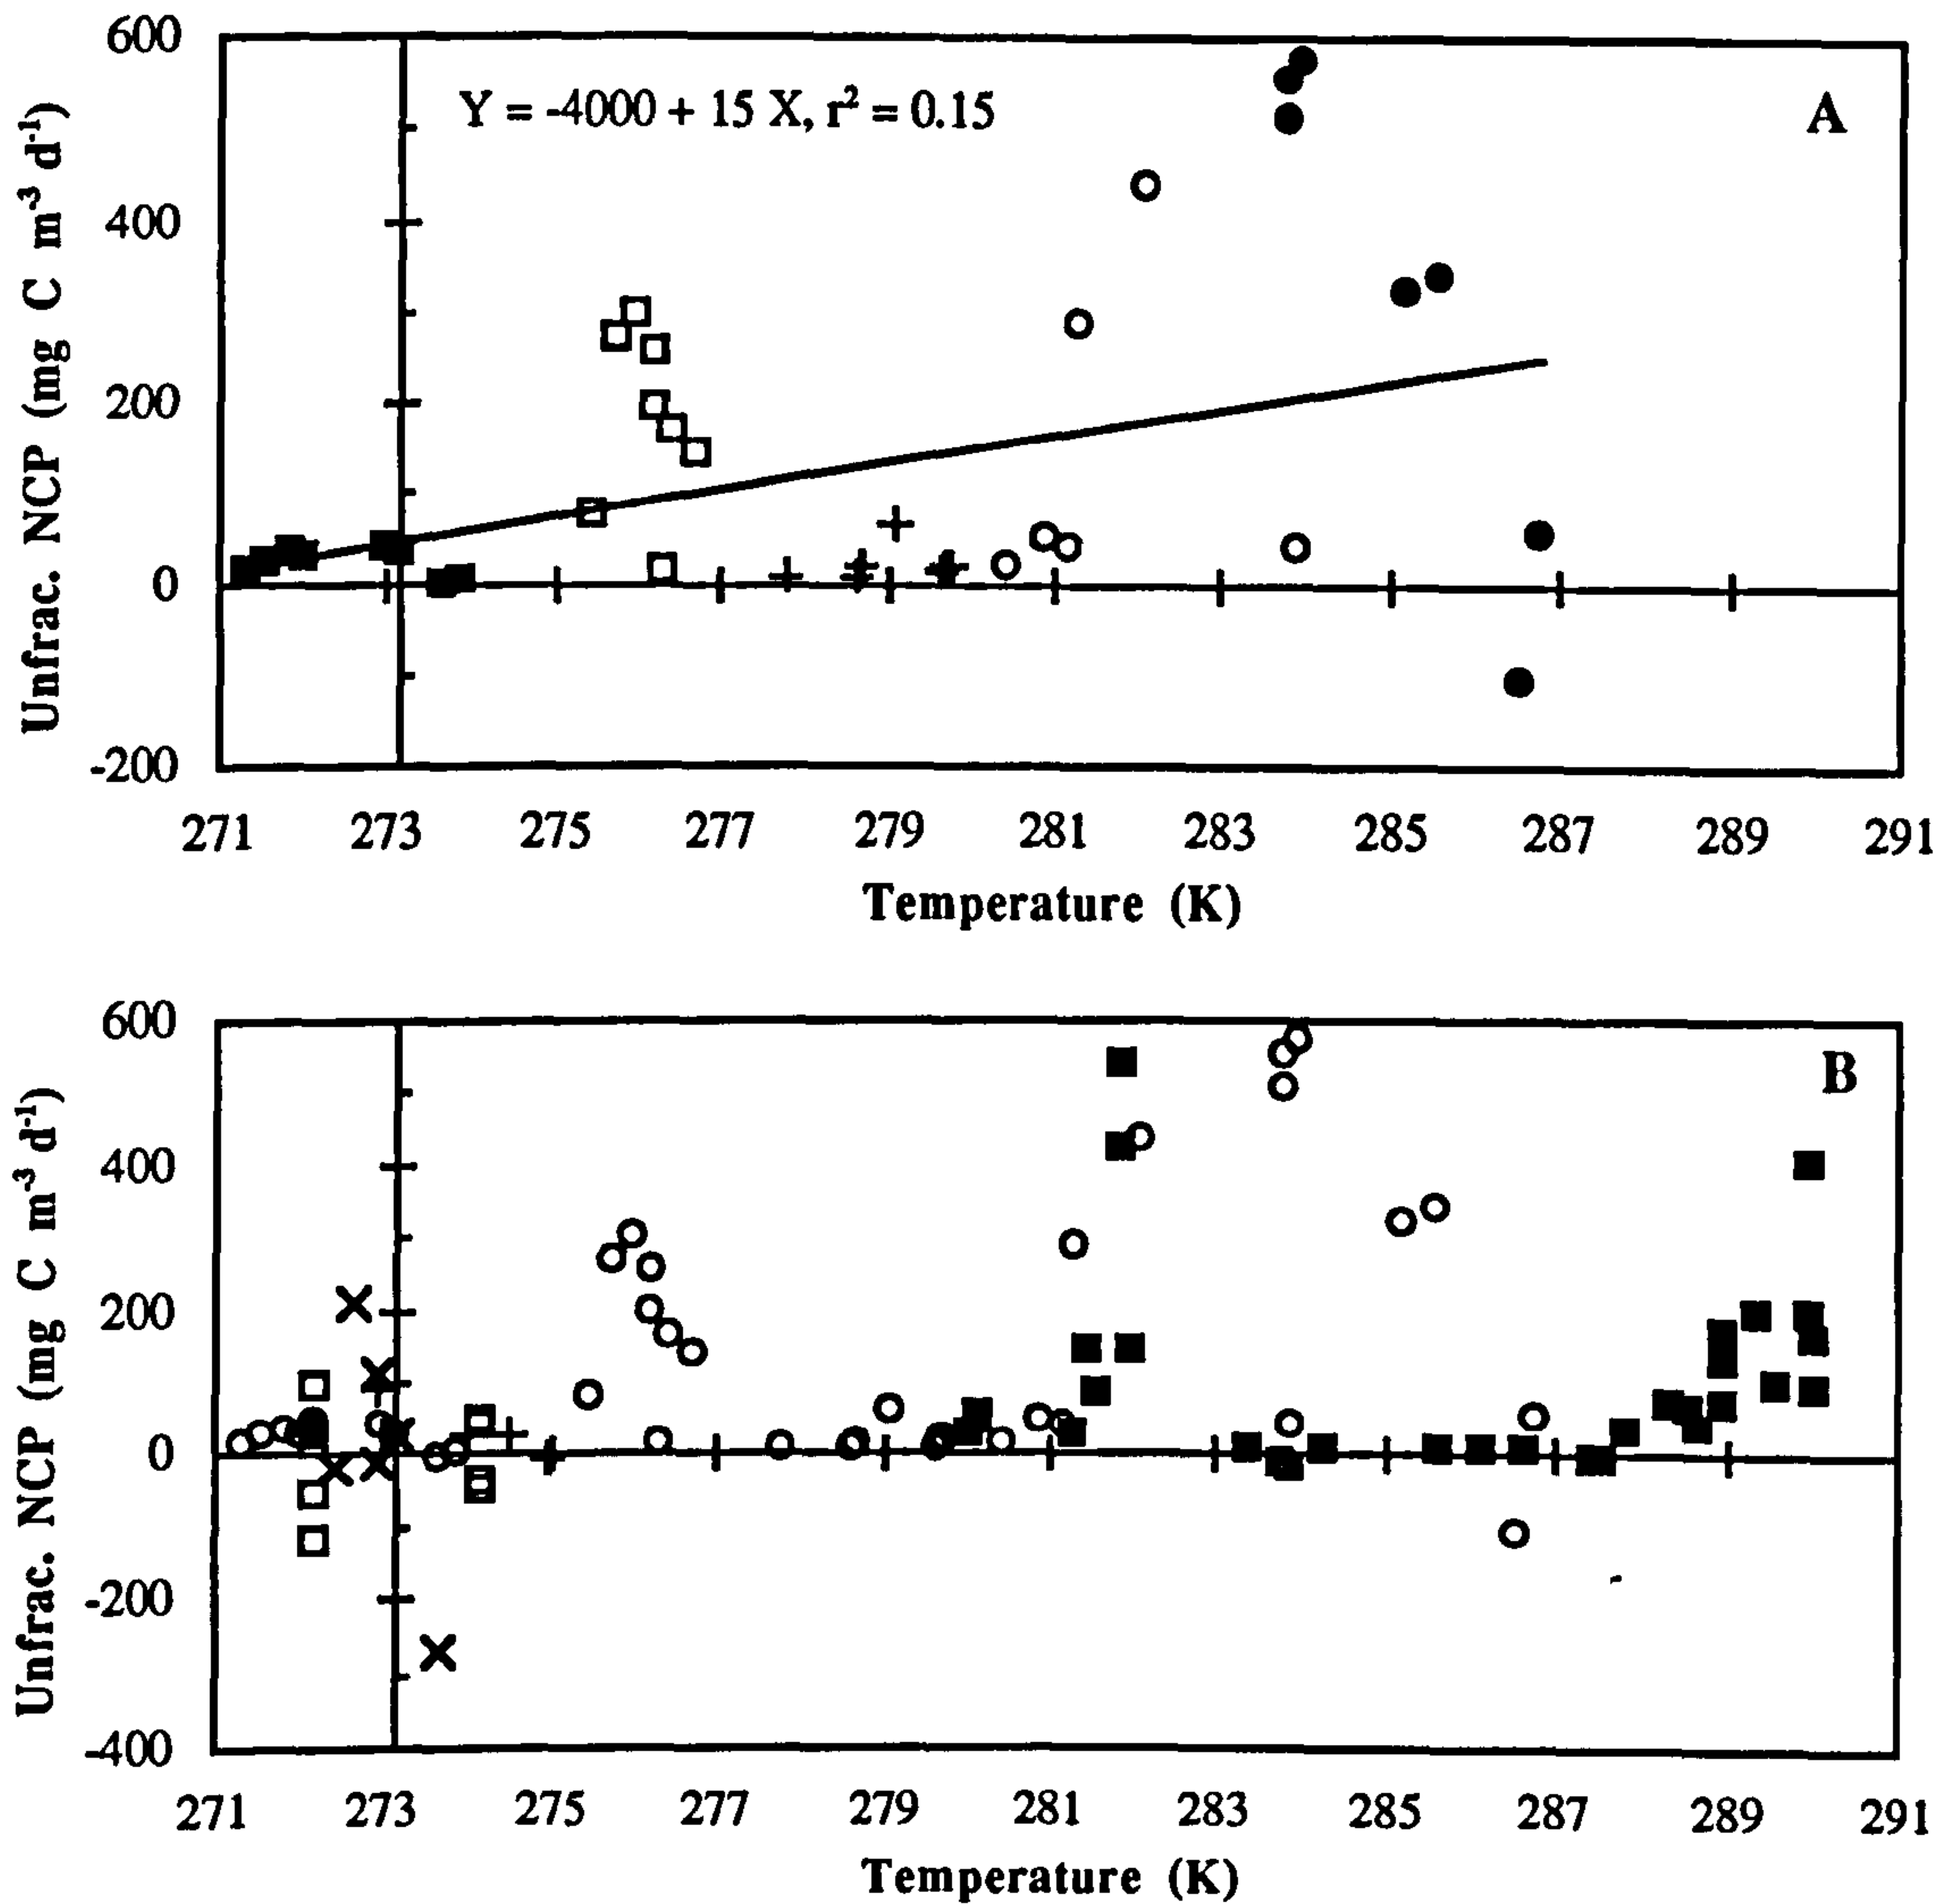 600
400
200
0
-200
Unfrac. NCP (mg C m⁻³ d⁻¹)
Y = -4000 + 15 X, r² = 0.15
A
271 273 275 277 279 281 283 285 287 289 291
Temperature (K)
600
400
200
0
-200
-400
Unfrac. NCP (mg C m⁻³ d⁻¹)
B
271 273 275 277 279 281 283 285 287 289 291
Temperature (K)